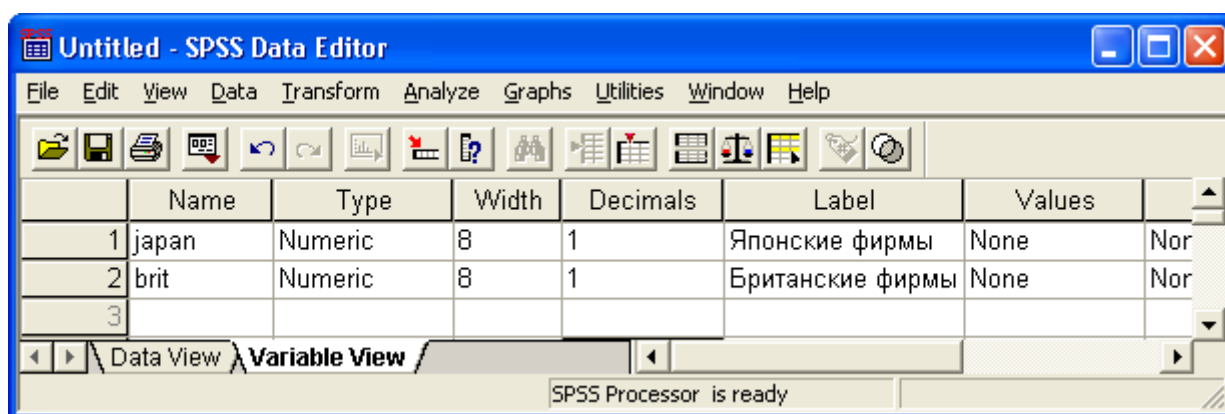 SPSS Untitled - SPSS Data Editor
File Edit View Data Transform Analyze Graphs Utilities Window Help
Name Type Width Decimals Label Values
1 japan Numeric 8 1 Японские фирмы None Nor
2 brit Numeric 8 1 Британские фирмы None Nor
3
Data View Variable View
SPSS Processor is ready